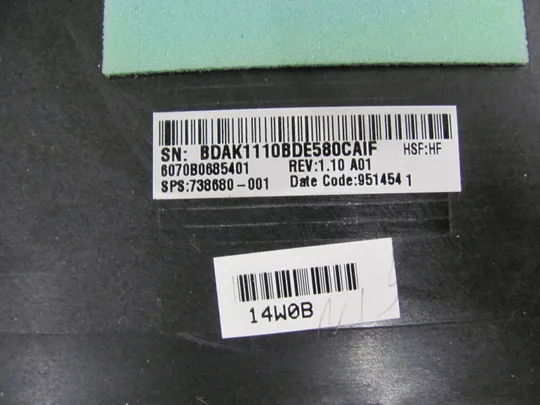 SN: BDAK1110BDE580CAIF HSF:HF
6070B0685401 REV:1.10 A01
SPS:738680-001 Date Code:951454 1
14W0B